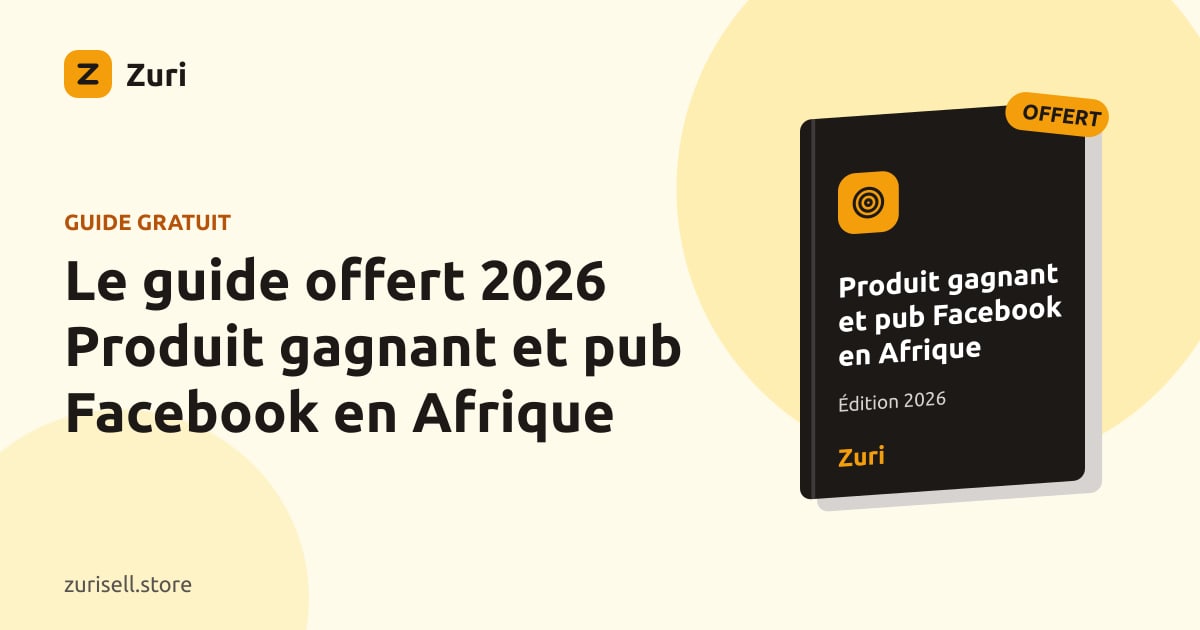 Z Zuri
GUIDE GRATUIT
Le guide offert 2026
Produit gagnant et pub
Facebook en Afrique
zurisell.store
OFFERT
Produit gagnant
et pub Facebook
en Afrique
Édition 2026
Zuri